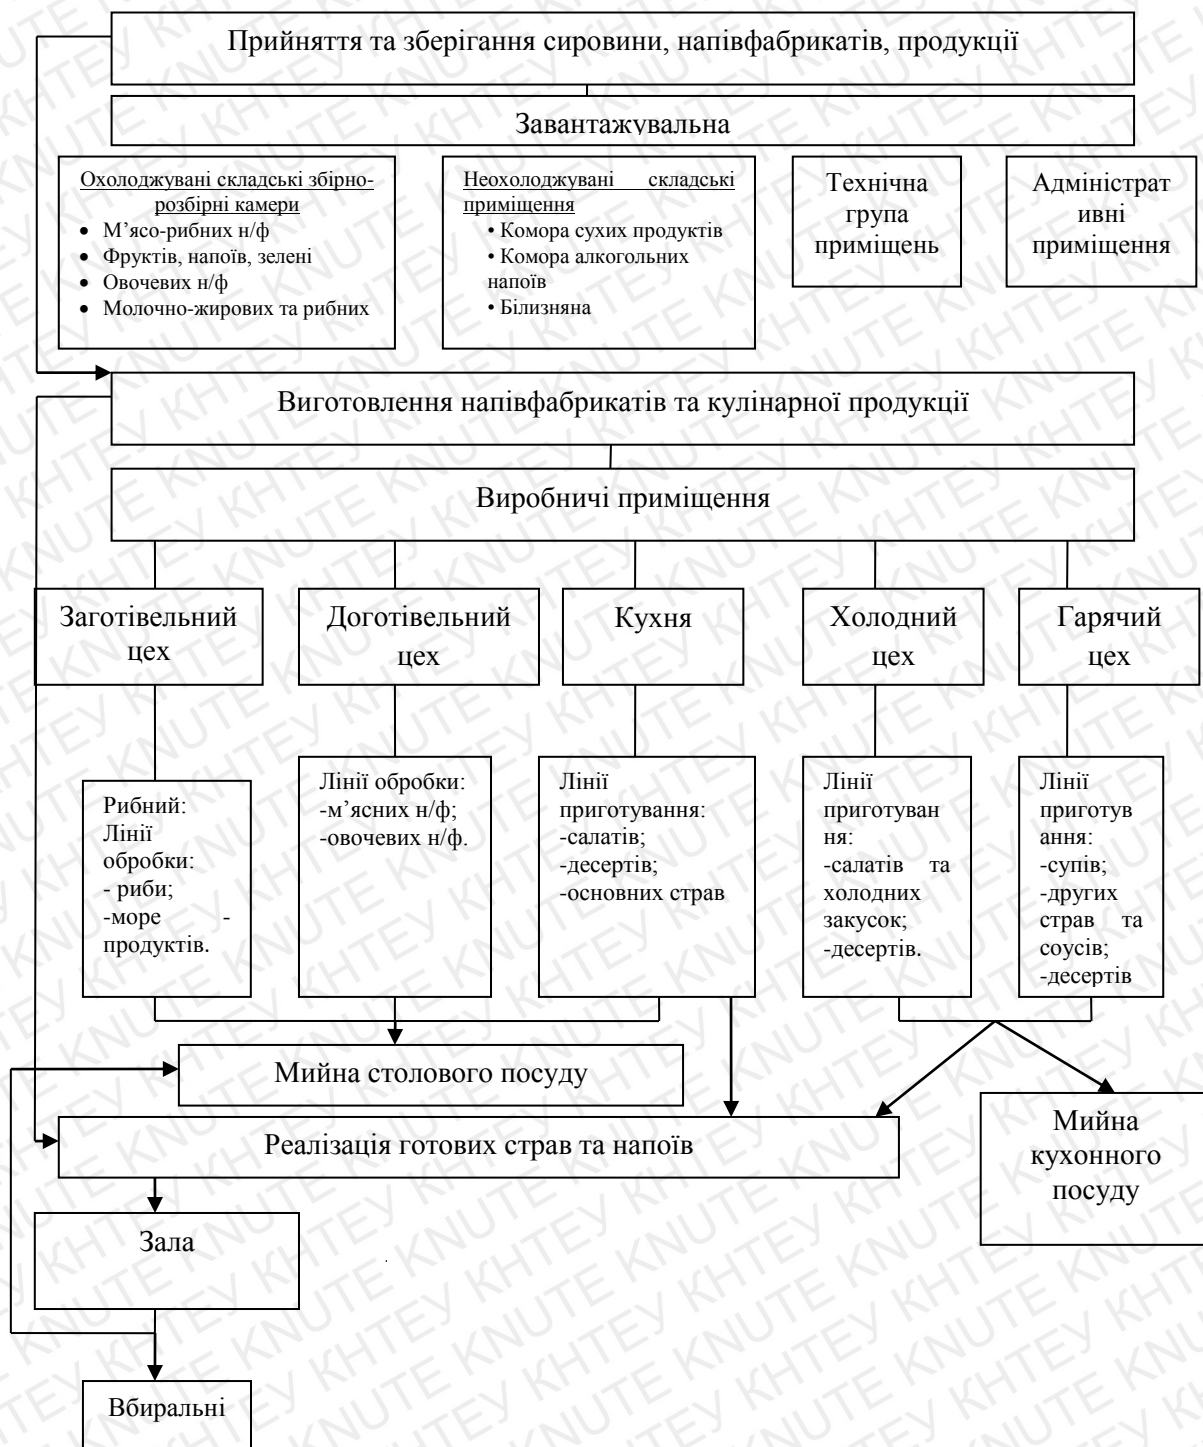 Прийняття та зберігання сировини, напівфабрикатів, продукції
Завантажувальна
Охолоджувані складські збірно-
розбірні камери
• М’ясо-рибних н/ф
• Фруктів, напоїв, зелені
• Овочевих н/ф
• Молочно-жирових та рибних
Неохолоджувані складські
приміщення
• Комора сухих продуктів
• Комора алкогольних
напоїв
• Білизняна
Технічна
група
приміщень
Адміністрат
ивні
приміщення
Виготовлення напівфабрикатів та кулінарної продукції
Виробничі приміщення
Заготівельний
цех
Доготівельний
цех
Кухня
Холодний
цех
Гарячий
цех
Рибний:
Лінії
обробки:
- риби;
-море -
продуктів.
Лінії обробки:
-м’ясних н/ф;
-овочевих н/ф.
Лінії
приготування:
-салатів;
-десертів;
-основних страв
Лінії
приготуван
ня:
-салатів та
холодних
закусок;
-десертів.
Лінії
приготув
ання:
-супів;
-других
страв та
соусів;
-десертів
Мийна столового посуду
Реалізація готових страв та напоїв
Мийна
кухонного
посуду
Зала
Вбиральні